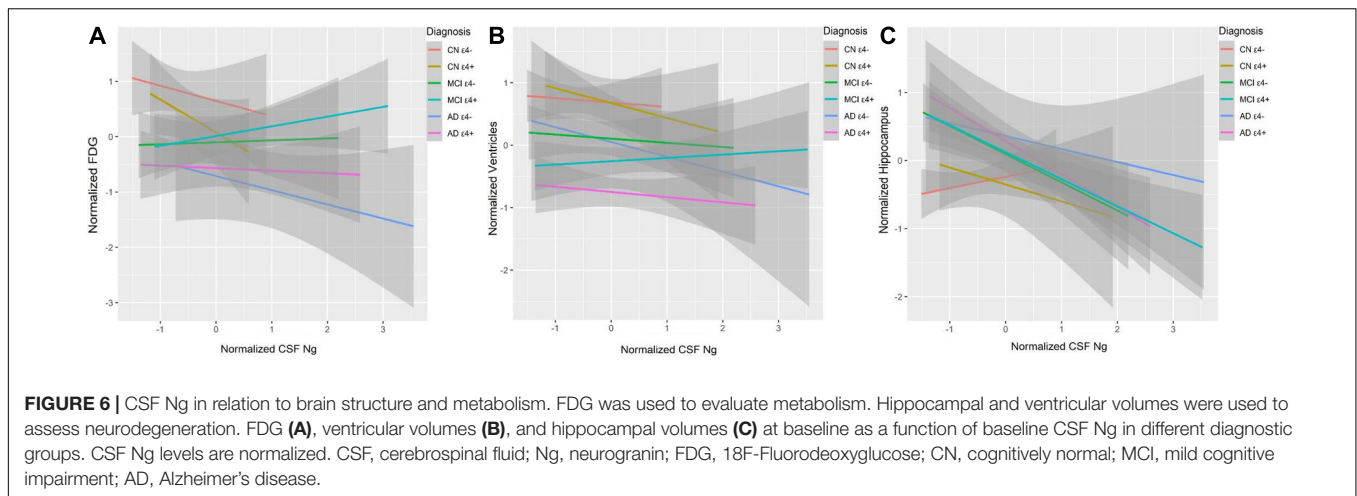 A
Normalized FDG
1
0
-1
-2
-3
-1 0 1 2 3
Normalized CSF Ng
Diagnosis
CN ε4-
CN ε4+
MCI ε4-
MCI ε4+
AD ε4-
AD ε4+
B
Normalized Ventricles
1
0
-1
-2
-1 0 1 2 3
Normalized CSF Ng
Diagnosis
CN ε4-
CN ε4+
MCI ε4-
MCI ε4+
AD ε4-
AD ε4+
C
Normalized Hippocampus
1
0
-1
-2
-1 0 1 2 3
Normalized CSF Ng
Diagnosis
CN ε4-
CN ε4+
MCI ε4-
MCI ε4+
AD ε4-
AD ε4+
FIGURE 6 | CSF Ng in relation to brain structure and metabolism. FDG was used to evaluate metabolism. Hippocampal and ventricular volumes were used to
assess neurodegeneration. FDG (A), ventricular volumes (B), and hippocampal volumes (C) at baseline as a function of baseline CSF Ng in different diagnostic
groups. CSF Ng levels are normalized. CSF, cerebrospinal fluid; Ng, neurogranin; FDG, 18F-Fluorodeoxyglucose; CN, cognitively normal; MCI, mild cognitive
impairment; AD, Alzheimer's disease.